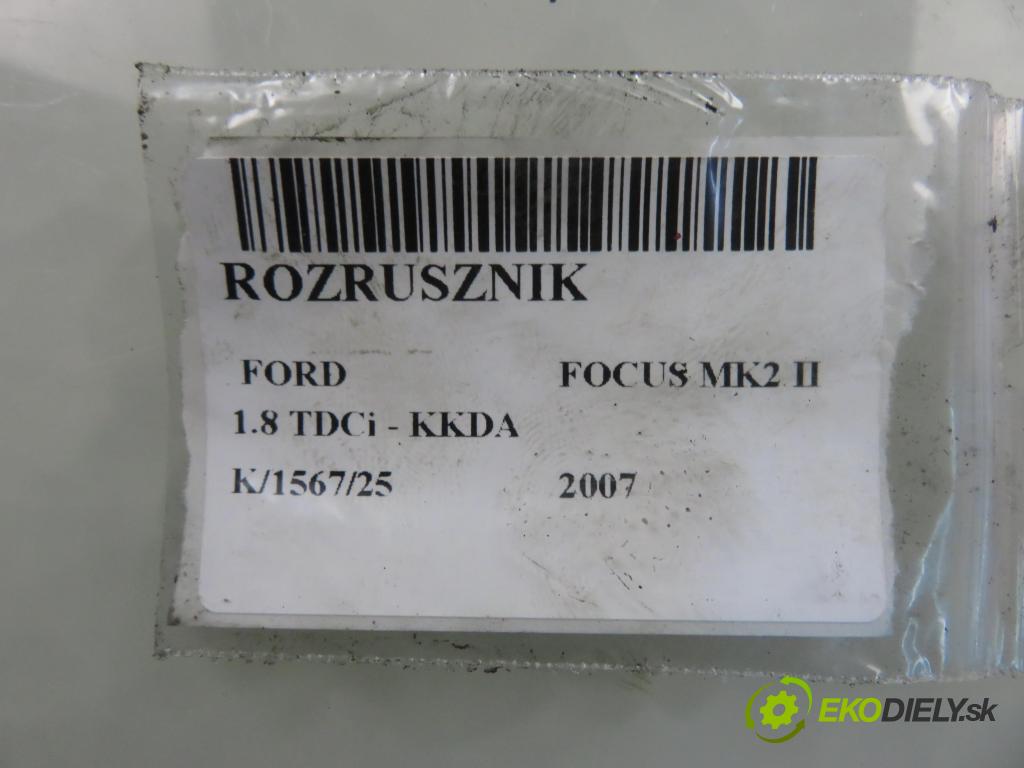 ROZRUSZNIK
FORD FOCUS MK2 II
1.8 TDCi - KKDA
K/1567/25 2007
EKODIELY.sk